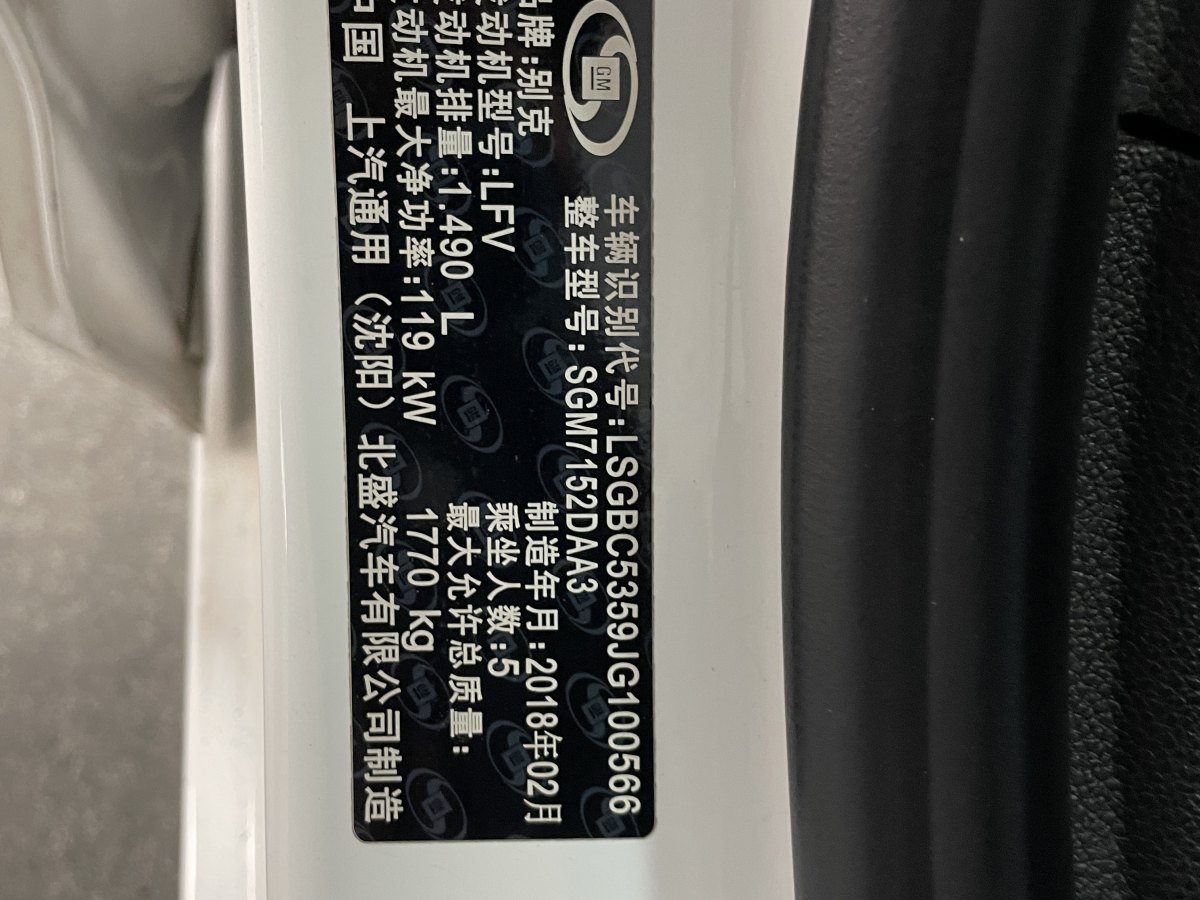 GM
车辆识别代号:LSGBC5359JG100566
整车型号:SGM7152DAA3
品牌:别克
制造年月:2018年02月
发动机型号:LFV
乘坐人数:5
发动机排量:1.490 L
最大允许总质量:
发动机最大净功率:119 kW
1770 kg
中国 上汽通用(沈阳)北盛汽车有限公司制造